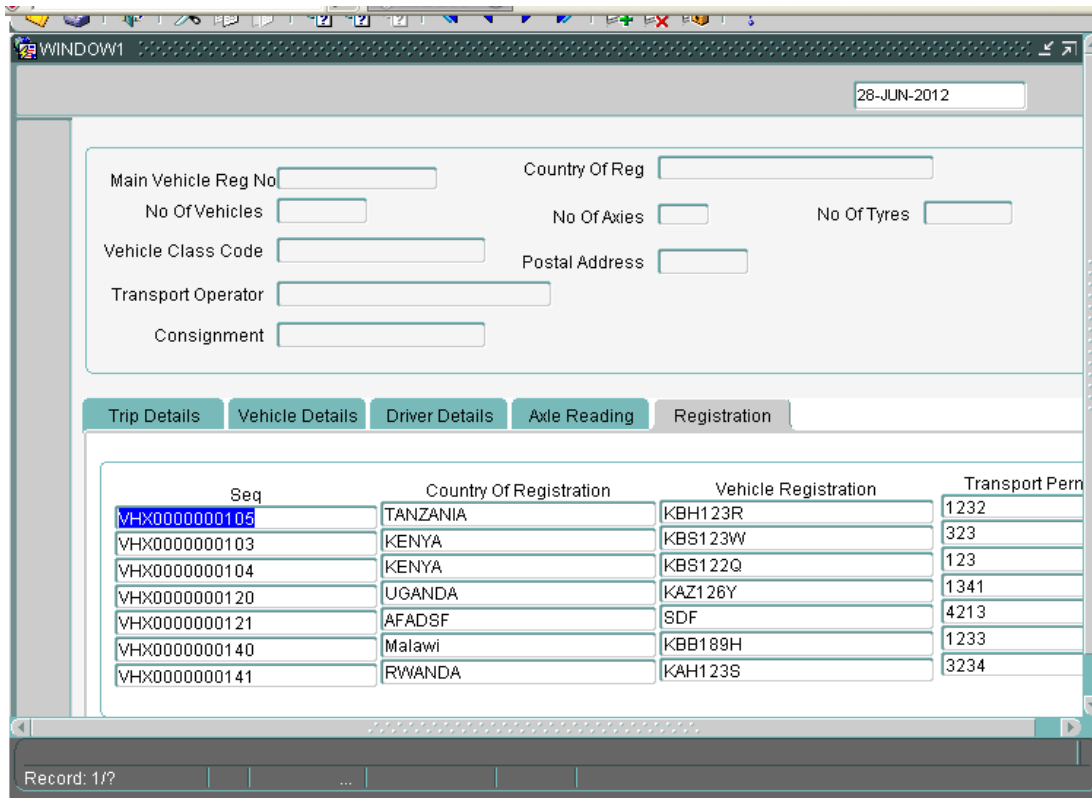 WINDOW1
28-JUN-2012
Main Vehicle Reg No
Country Of Reg
No Of Vehicles
No Of Axies
No Of Tyres
Vehicle Class Code
Postal Address
Transport Operator
Consignment
Trip Details Vehicle Details Driver Details Axle Reading Registration
Seq Country Of Registration Vehicle Registration Transport Perm
VHX0000000105 TANZANIA KBH123R 1232
VHX0000000103 KENYA KBS123W 323
VHX0000000104 KENYA KBS122Q 123
VHX0000000120 UGANDA KAZ126Y 1341
VHX0000000121 AFADSF SDF 4213
VHX0000000140 Malawi KBB189H 1233
VHX0000000141 RWANDA KAH123S 3234
Record: 1/?
...